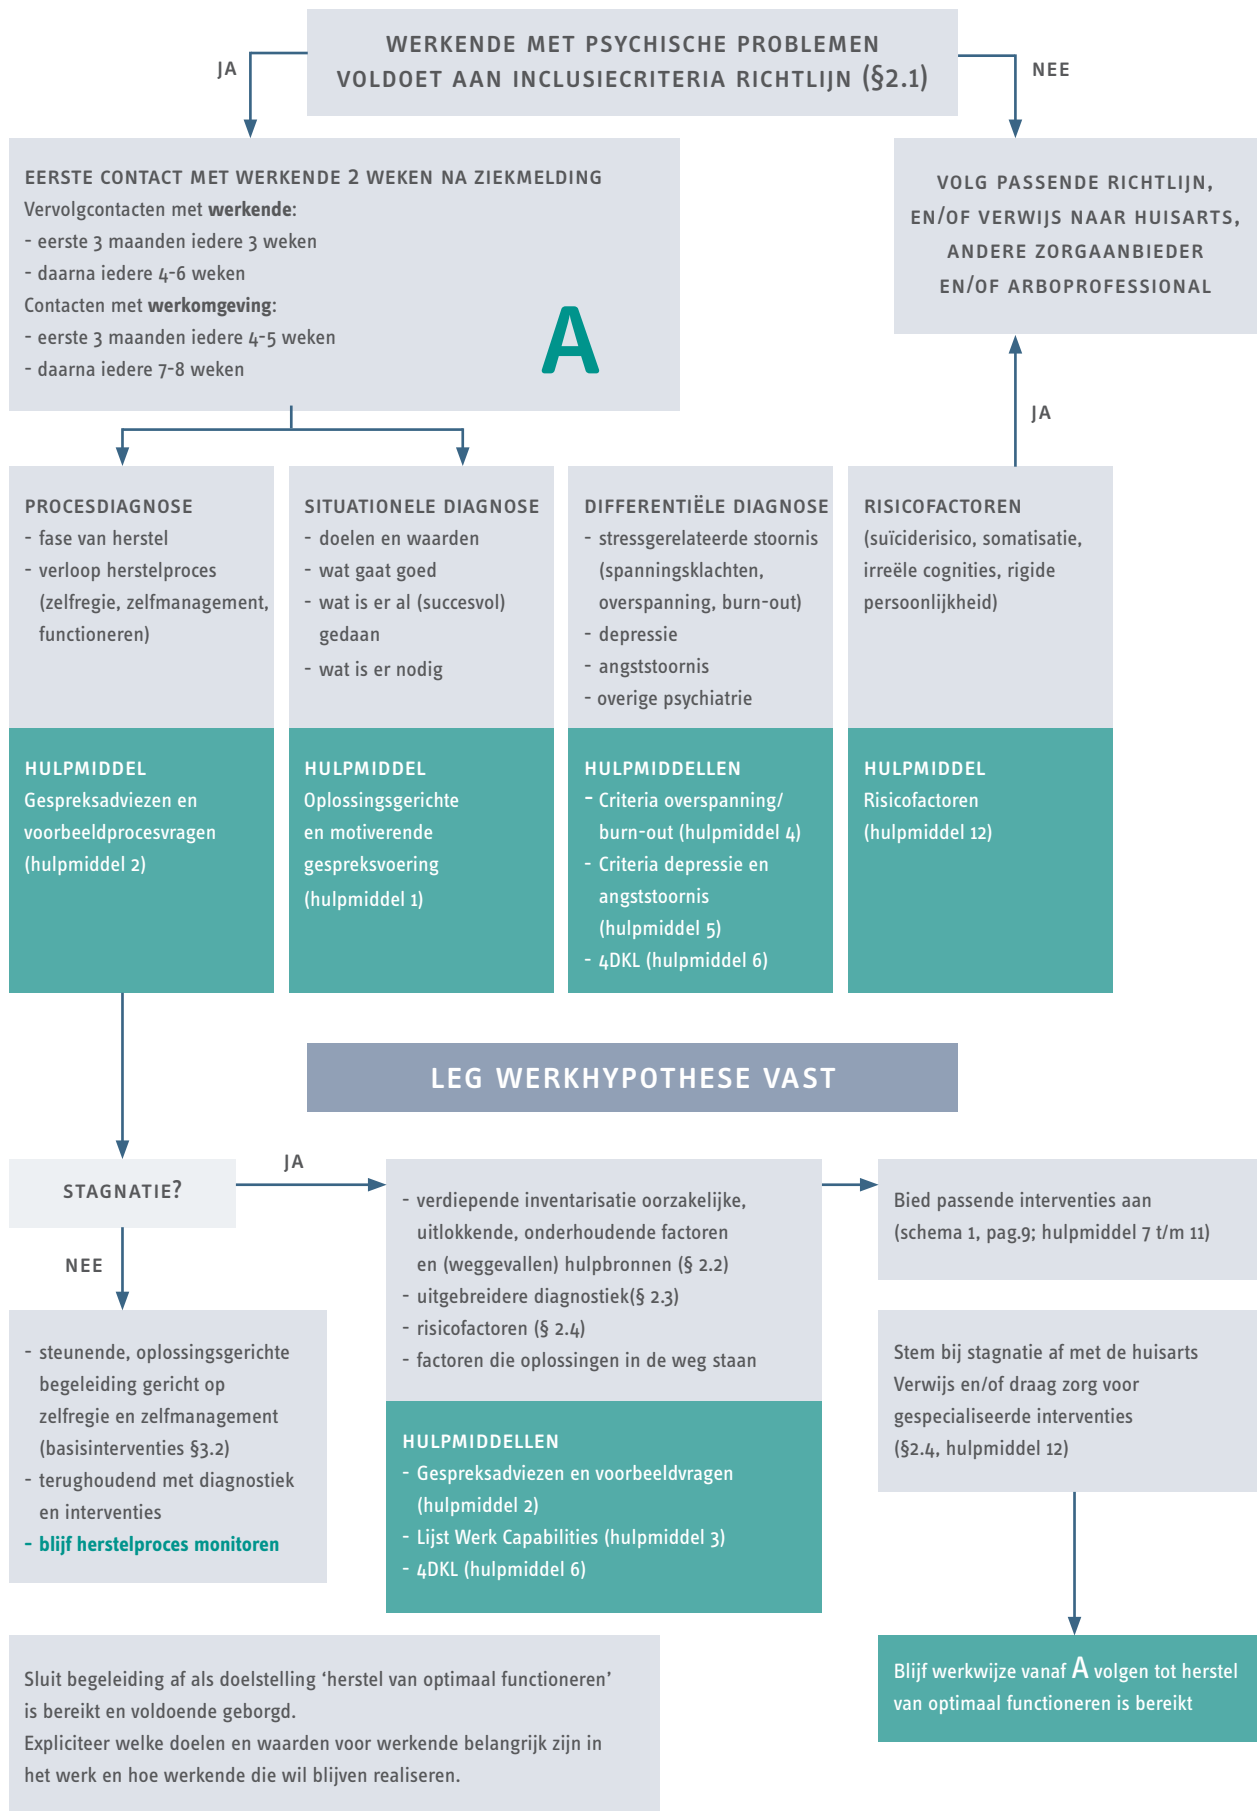 WERKENDE MET PSYCHISCHE PROBLEMEN
VOLDOET AAN INCLUSIECRITERIA RICHTLIJN (§2.1)
JA
NEE
EERSTE CONTACT MET WERKENDE 2 WEKEN NA ZIEKMELDING
Vervolgcontacten met werkende:
- eerste 3 maanden iedere 3 weken
- daarna iedere 4-6 weken
Contacten met werkomgeving:
- eerste 3 maanden iedere 4-5 weken
- daarna iedere 7-8 weken
A
VOLG PASSENDE RICHTLIJN,
EN/OF VERWIJS NAAR HUISARTS,
ANDERE ZORGAANBIEDER
EN/OF ARBOPROFESSIONAL
JA
PROCESDIAGNOSE
- fase van herstel
- verloop herstelproces
(zelfregie, zelfmanagement,
functioneren)
HULPMIDDEL
Gespreksadviezen en
voorbeeldprocesvragen
(hulpmiddel 2)
SITUATIONELE DIAGNOSE
- doelen en waarden
- wat gaat goed
- wat is er al (succesvol)
gedaan
- wat is er nodig
HULPMIDDEL
Oplossingsgerichte
en motiverende
gespreksvoering
(hulpmiddel 1)
DIFFERENTIËLE DIAGNOSE
- stressgerelateerde stoornis
(spanningsklachten,
overspanning, burn-out)
- depressie
- angststoornis
- overige psychiatrie
HULPMIDDELLEN
- Criteria overspanning/
burn-out (hulpmiddel 4)
- Criteria depressie en
angststoornis
(hulpmiddel 5)
- 4DKL (hulpmiddel 6)
RISICOFACTOREN
(suïciderisico, somatisatie,
irreële cognities, rigide
persoonlijkheid)
HULPMIDDEL
Risicofactoren
(hulpmiddel 12)
LEG WERKHYPOTHESE VAST
STAGNATIE?
JA
NEE
- steunende, oplossingsgerichte
begeleiding gericht op
zelfregie en zelfmanagement
(basisinterventies §3.2)
- terughoudend met diagnostiek
en interventies
- blijf herstelproces monitoren
- verdiepende inventarisatie oorzakelijke,
uitlokkende, onderhoudende factoren
en (weggevallen) hulpbronnen (§ 2.2)
- uitgebreidere diagnostiek(§ 2.3)
- risicofactoren (§ 2.4)
- factoren die oplossingen in de weg staan
HULPMIDDELLEN
- Gespreksadviezen en voorbeeldvragen
(hulpmiddel 2)
- Lijst Werk Capabilities (hulpmiddel 3)
- 4DKL (hulpmiddel 6)
Bied passende interventies aan
(schema 1, pag.9; hulpmiddel 7 t/m 11)
Stem bij stagnatie af met de huisarts
Verwijs en/of draag zorg voor
gespecialiseerde interventies
(§2.4, hulpmiddel 12)
Blijf werkwijze vanaf A volgen tot herstel
van optimaal functioneren is bereikt
Sluit begeleiding af als doelstelling ‘herstel van optimaal functioneren’
is bereikt en voldoende geborgd.
Expliciteer welke doelen en waarden voor werkende belangrijk zijn in
het werk en hoe werkende die wil blijven realiseren.